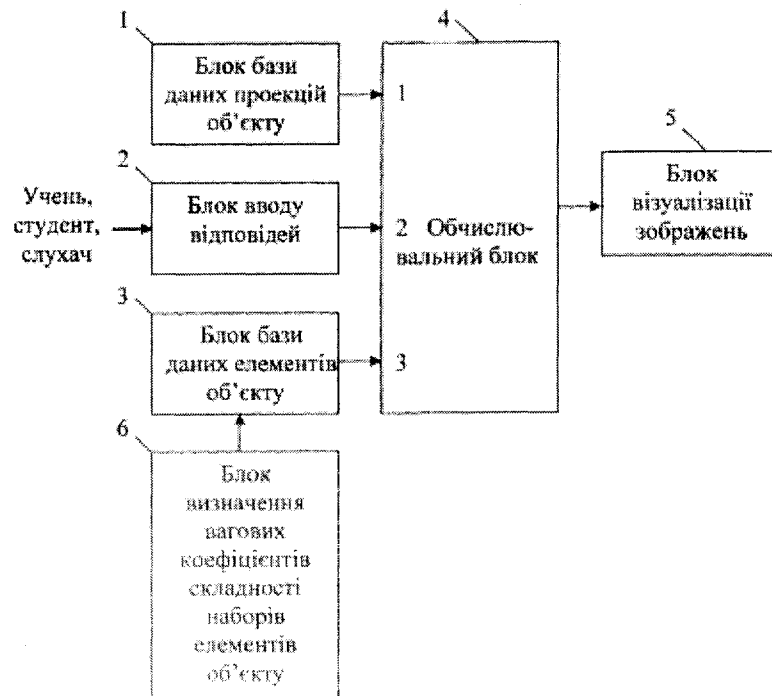 1
Блок бази
даних проекцій
об’єкту
2
Учень,
студент,
слухач
Блок вводу
відповідей
3
Блок бази
даних елементів
об’єкту
6
Блок
визначення
вагових
коефіцієнтів
складності
наборів
елементів
об’єкту
4
1
2 Обчислю-
вальний блок
3
5
Блок
візуалізації
зображень